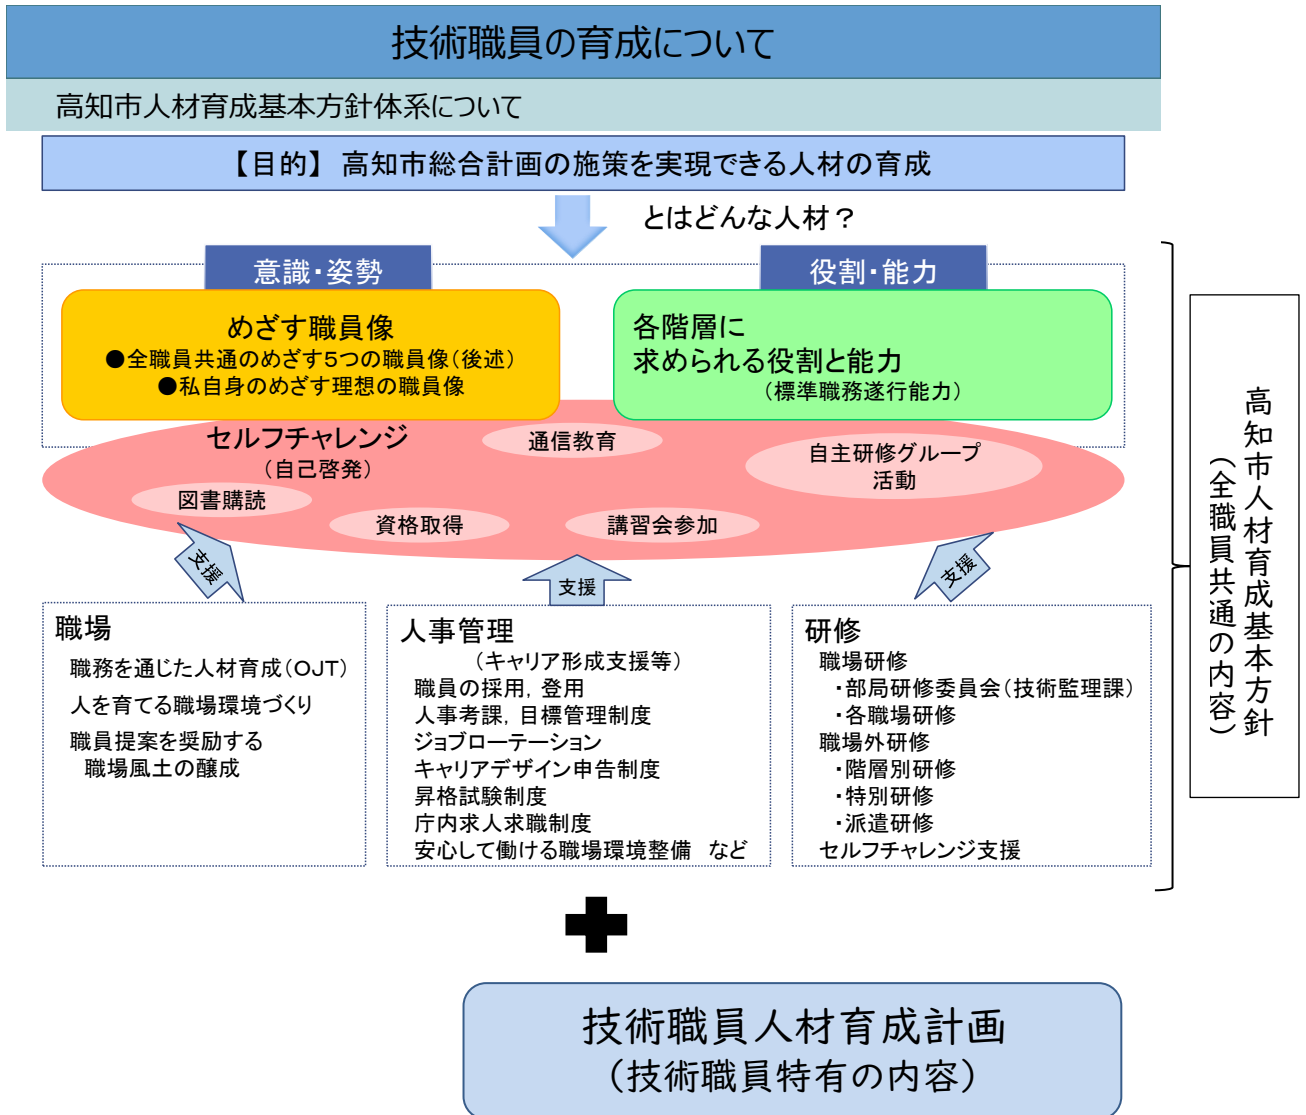 技術職員の育成について
高知市人材育成基本方針体系について
【目的】 高知市総合計画の施策を実現できる人材の育成
とはどんな人材？
意識・姿勢
役割・能力
めざす職員像
●全職員共通のめざす5つの職員像（後述）
●私自身のめざす理想の職員像
各階層に
求められる役割と能力
（標準職務遂行能力）
セルフチャレンジ
（自己啓発）
通信教育
自主研修グループ
活動
図書購読
資格取得
講習会参加
支援
支援
支援
職場
職務を通じた人材育成（OJT）
人を育てる職場環境づくり
職員提案を奨励する
職場風土の醸成
人事管理
（キャリア形成支援等）
職員の採用，登用
人事考課，目標管理制度
ジョブローテーション
キャリアデザイン申告制度
昇格試験制度
庁内求人求職制度
安心して働ける職場環境整備 など
研修
職場研修
・部局研修委員会（技術監理課）
・各職場研修
職場外研修
・階層別研修
・特別研修
・派遣研修
セルフチャレンジ支援
高知市人材育成基本方針
（全職員共通の内容）
技術職員人材育成計画
（技術職員特有の内容）